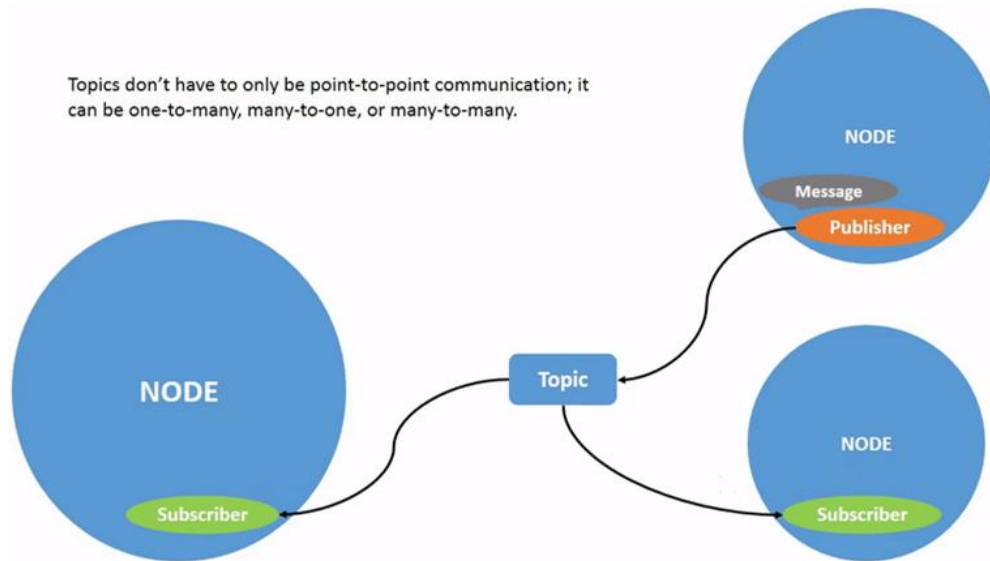 Topics don’t have to only be point-to-point communication; it
can be one-to-many, many-to-one, or many-to-many.
NODE
Message
Publisher
Topic
NODE
Subscriber
NODE
Subscriber